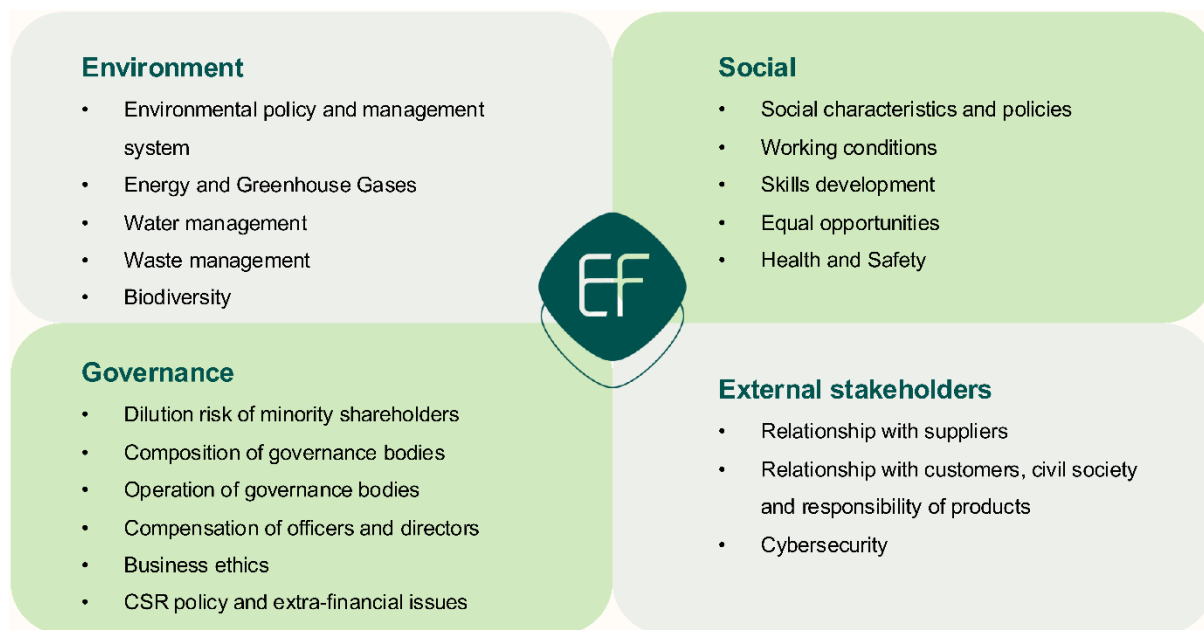 Environment
• Environmental policy and management
system
• Energy and Greenhouse Gases
• Water management
• Waste management
• Biodiversity
Social
• Social characteristics and policies
• Working conditions
• Skills development
• Equal opportunities
• Health and Safety
EF
Governance
• Dilution risk of minority shareholders
• Composition of governance bodies
• Operation of governance bodies
• Compensation of officers and directors
• Business ethics
• CSR policy and extra-financial issues
External stakeholders
• Relationship with suppliers
• Relationship with customers, civil society
and responsibility of products
• Cybersecurity